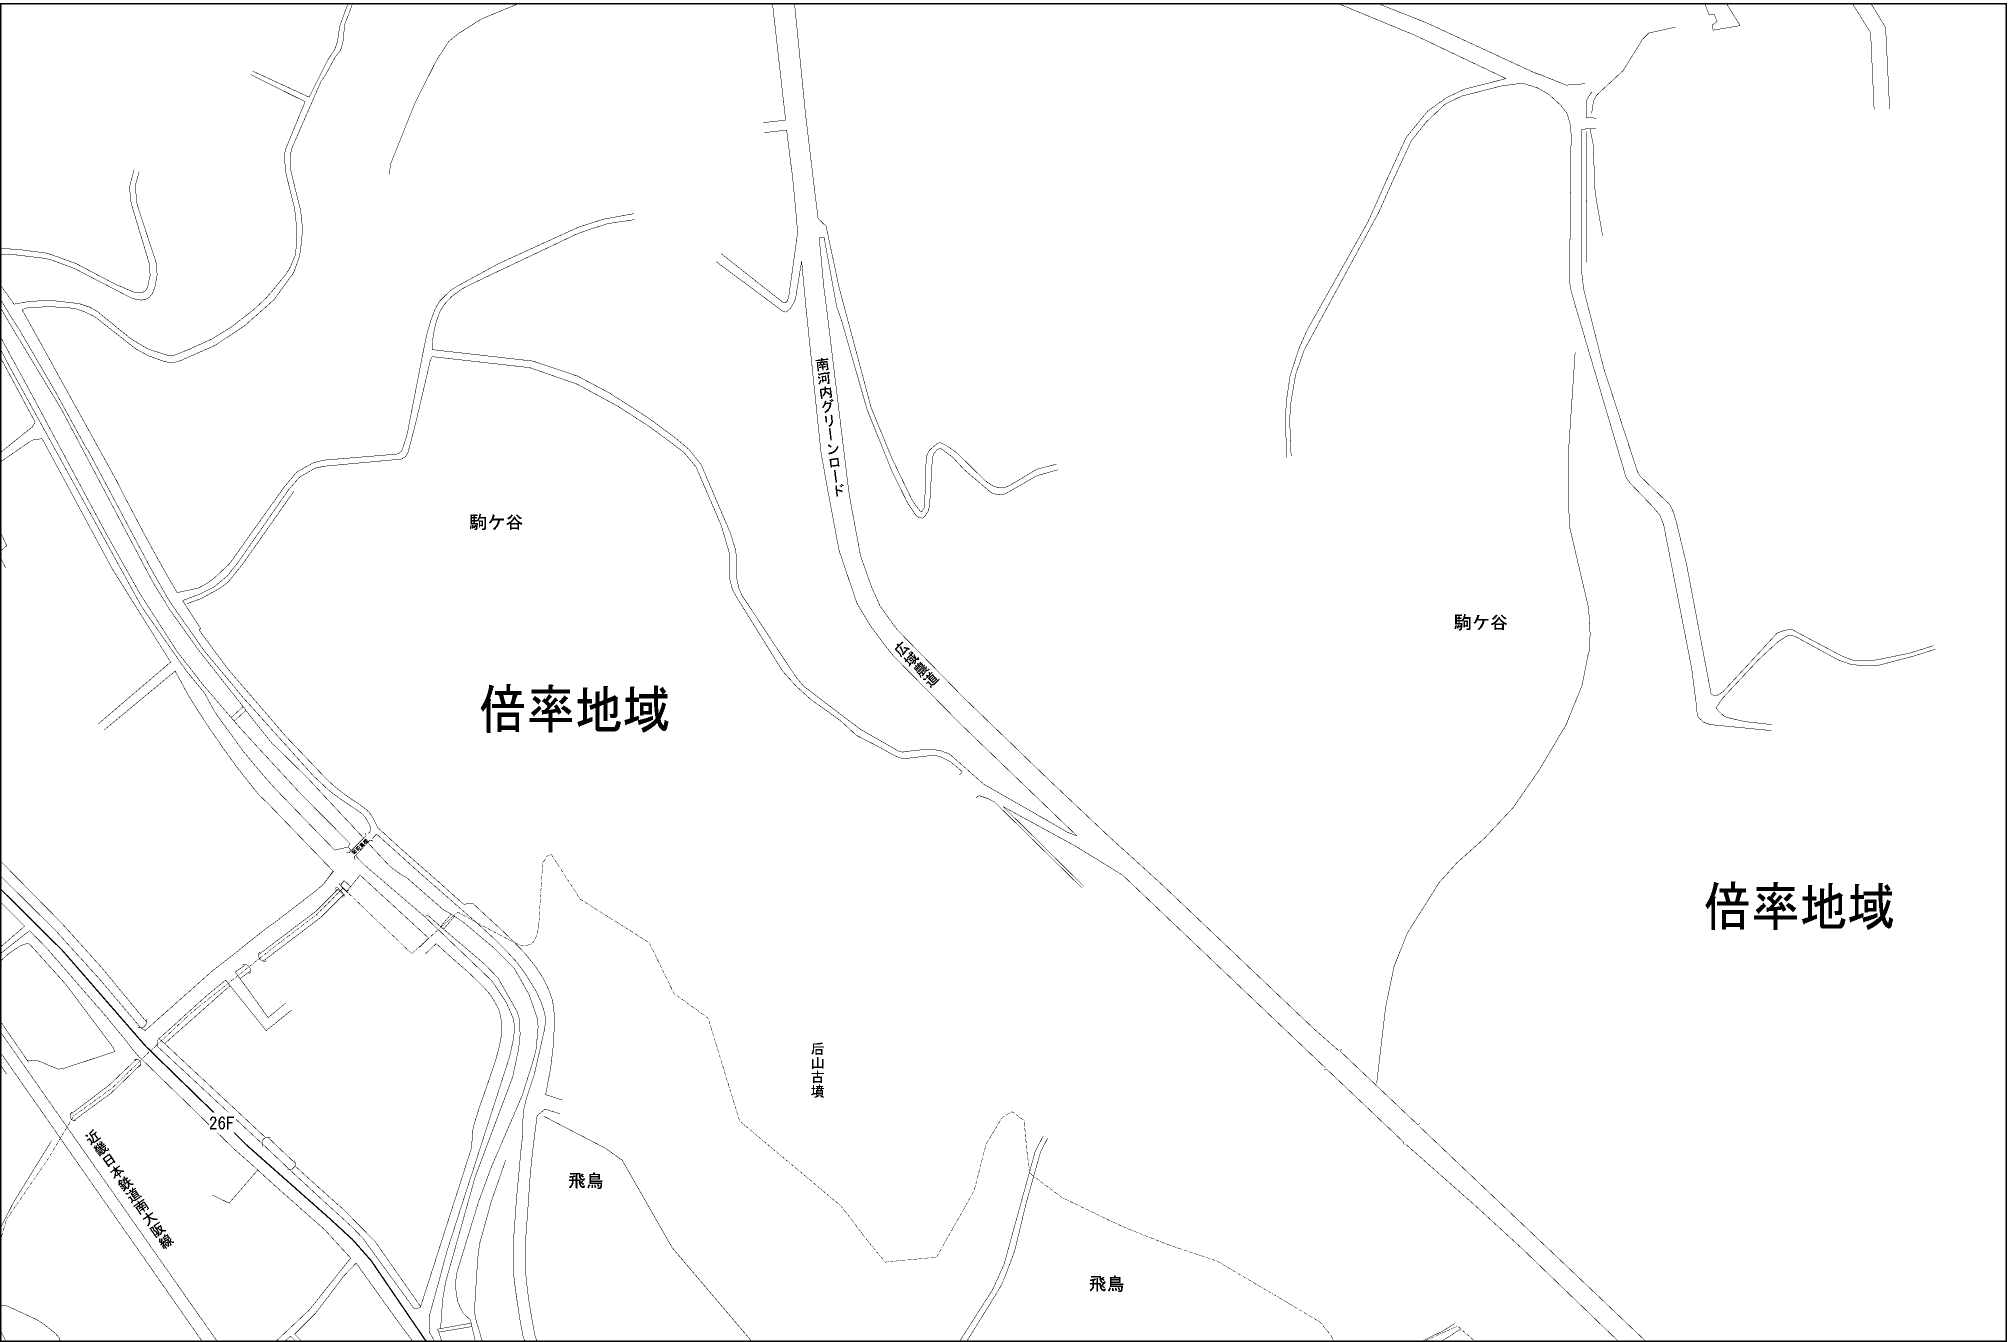 南河内グリーンロード
駒ケ谷
駒ケ谷
広域農道
倍率地域
倍率地域
后山古墳
26F
近畿日本鉄道南大阪線
飛鳥
飛鳥